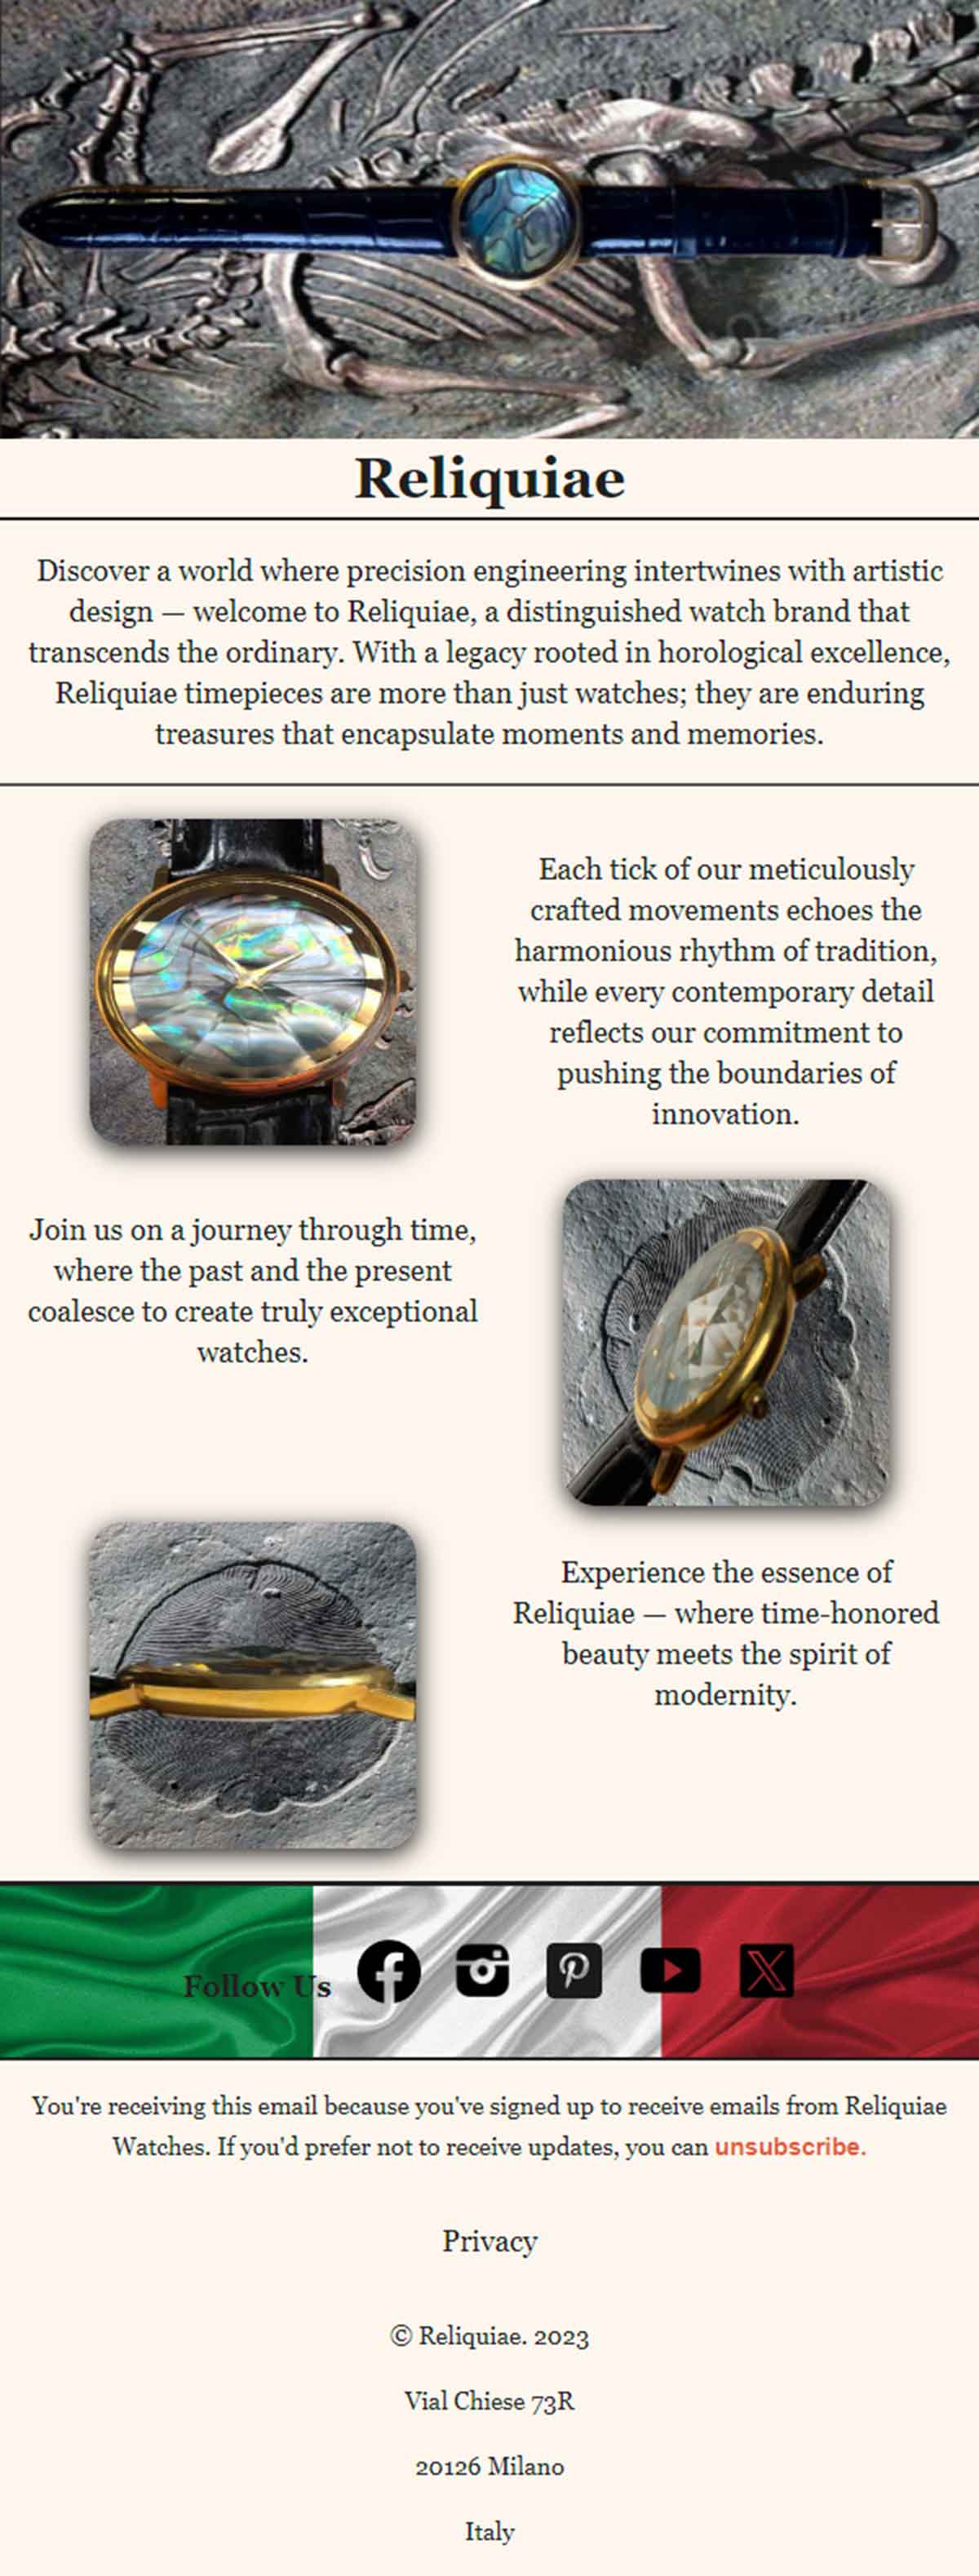 Reliquiae
Discover a world where precision engineering intertwines with artistic
design — welcome to Reliquiae, a distinguished watch brand that
transcends the ordinary. With a legacy rooted in horological excellence,
Reliquiae timepieces are more than just watches; they are enduring
treasures that encapsulate moments and memories.
Each tick of our meticulously
crafted movements echoes the
harmonious rhythm of tradition,
while every contemporary detail
reflects our commitment to
pushing the boundaries of
innovation.
Join us on a journey through time,
where the past and the present
coalesce to create truly exceptional
watches.
Experience the essence of
Reliquiae — where time-honored
beauty meets the spirit of
modernity.
Follow Us
You're receiving this email because you've signed up to receive emails from Reliquiae
Watches. If you'd prefer not to receive updates, you can unsubscribe.
Privacy
© Reliquiae. 2023
Vial Chiese 73R
20126 Milano
Italy